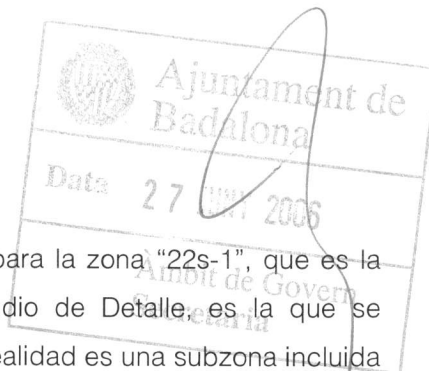 Ajuntament de
Badalona
Data 27 JUNY 2006
Àmbit de Govern
Secretaria
para la zona “22s-1”, que es la
dio de Detalle, es la que se
ealidad es una subzona incluida